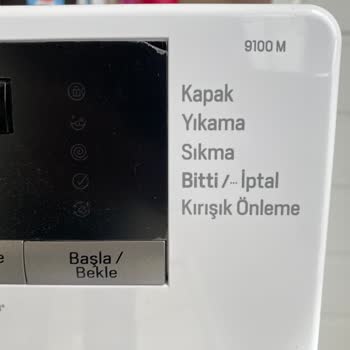 9100 M
Kapak
Yıkama
Sıkma
Bitti /... İptal
Kırışık Önleme
Başla /
Bekle